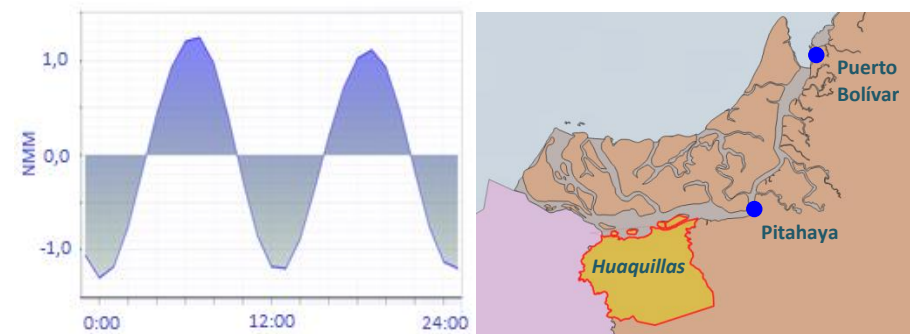 1,0
0,0
-1,0
NMM
0:00
12:00
24:00
Puerto
Bolívar
Pitahaya
Huaquillas